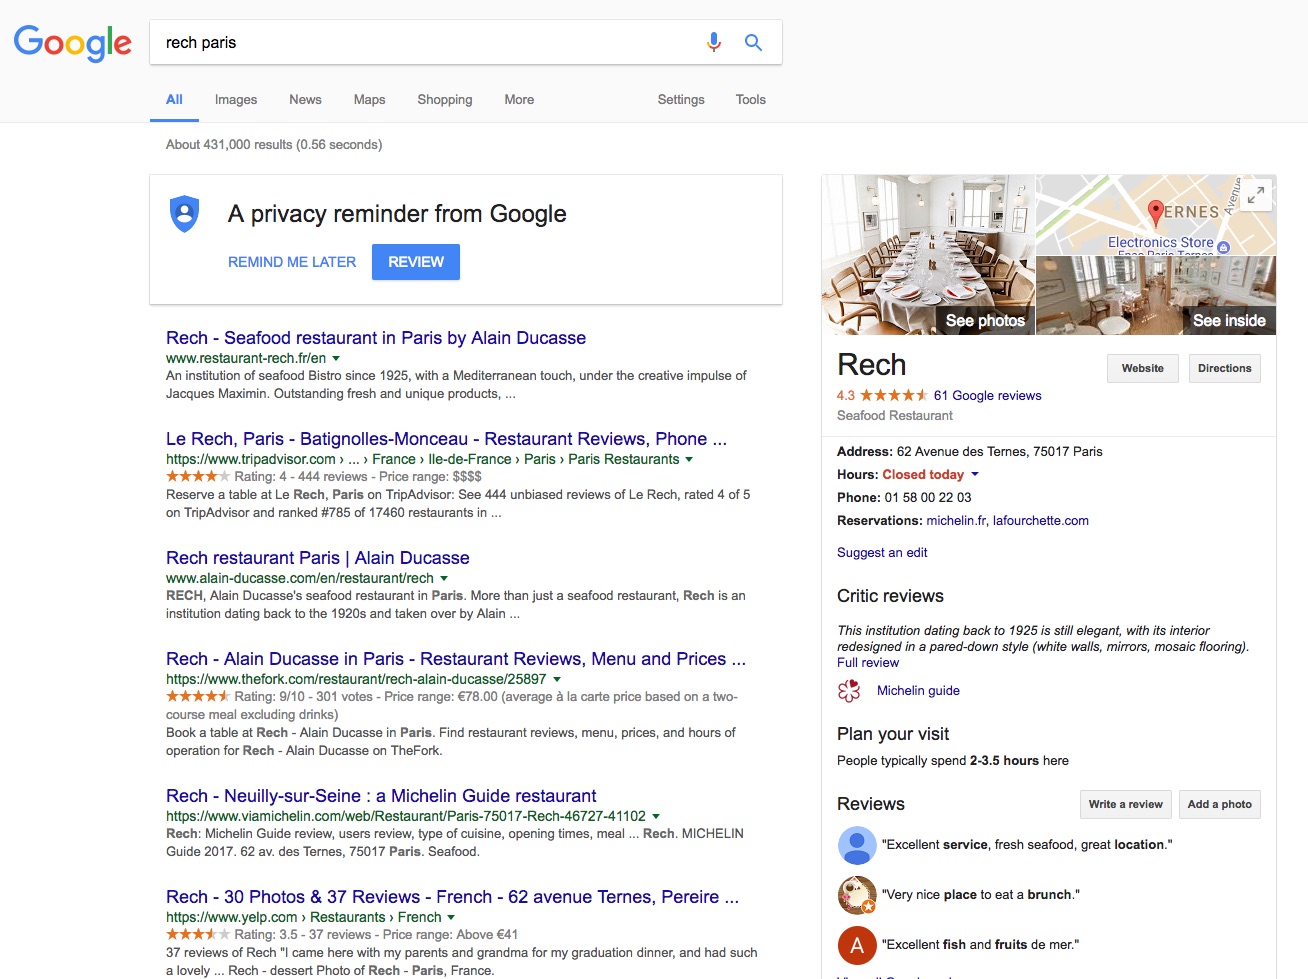 Google
rech paris
All
Images
News
Maps
Shopping
More
Settings
Tools
About 431,000 results (0.56 seconds)
A privacy reminder from Google
REMIND ME LATER
REVIEW
Rech - Seafood restaurant in Paris by Alain Ducasse
www.restaurant-rech.fr/en
An institution of seafood Bistro since 1925, with a Mediterranean touch, under the creative impulse of
Jacques Maximin. Outstanding fresh and unique products, ...
Le Rech, Paris - Batignolles-Monceau - Restaurant Reviews, Phone ...
https://www.tripadvisor.com › ... › France › Ile-de-France › Paris › Paris Restaurants
Rating: 4 - 444 reviews - Price range: $$$$
Reserve a table at Le Rech, Paris on TripAdvisor: See 444 unbiased reviews of Le Rech, rated 4 of 5
on TripAdvisor and ranked #785 of 17460 restaurants in ...
Rech restaurant Paris | Alain Ducasse
www.alain-ducasse.com/en/restaurant/rech
RECH, Alain Ducasse's seafood restaurant in Paris. More than just a seafood restaurant, Rech is an
institution dating back to the 1920s and taken over by Alain ...
Rech - Alain Ducasse in Paris - Restaurant Reviews, Menu and Prices ...
https://www.thefork.com/restaurant/rech-alain-ducasse/25897
Rating: 9/10 - 301 votes - Price range: €78.00 (average à la carte price based on a two-
course meal excluding drinks)
Book a table at Rech - Alain Ducasse in Paris. Find restaurant reviews, menu, prices, and hours of
operation for Rech - Alain Ducasse on TheFork.
Rech - Neuilly-sur-Seine : a Michelin Guide restaurant
https://www.viamichelin.com/web/Restaurant/Paris-75017-Rech-46727-41102
Rech: Michelin Guide review, users review, type of cuisine, opening times, meal ... Rech. MICHELIN
Guide 2017. 62 av. des Ternes, 75017 Paris. Seafood.
Rech - 30 Photos & 37 Reviews - French - 62 avenue Ternes, Pereire ...
https://www.yelp.com › Restaurants › French
Rating: 3.5 - 37 reviews - Price range: Above €41
37 reviews of Rech "I came here with my parents and grandma for my graduation dinner, and had such
a lovely ... Rech - dessert Photo of Rech - Paris, France.
ERNES
Avenue
Electronics Store
See photos
See inside
Rech
Website
Directions
4.3
61 Google reviews
Seafood Restaurant
Address: 62 Avenue des Ternes, 75017 Paris
Hours: Closed today
Phone: 01 58 00 22 03
Reservations: michelin.fr, lafourchette.com
Suggest an edit
Critic reviews
This institution dating back to 1925 is still elegant, with its interior
redesigned in a pared-down style (white walls, mirrors, mosaic flooring).
Full review
Michelin guide
Plan your visit
People typically spend 2-3.5 hours here
Reviews
Write a review
Add a photo
"Excellent service, fresh seafood, great location."
"Very nice place to eat a brunch."
A
"Excellent fish and fruits de mer."